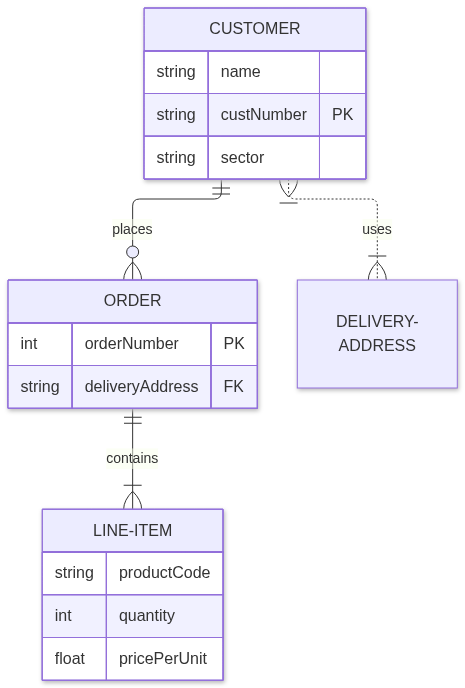 CUSTOMER
string name
string custNumber PK
string sector
places
uses
ORDER
int orderNumber PK
string deliveryAddress FK
DELIVERY-
ADDRESS
contains
LINE-ITEM
string productCode
int quantity
float pricePerUnit